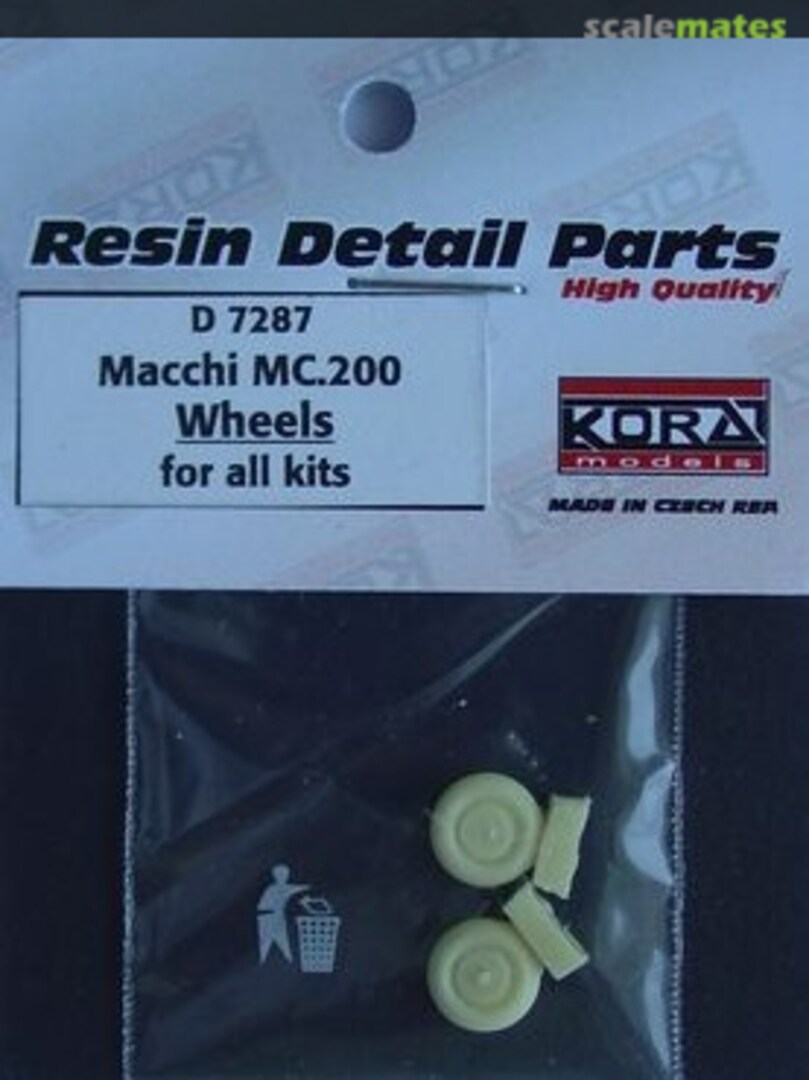 scalemates
Resin Detail Parts
High Quality
D 7287
Macchi MC.200
Wheels
for all kits
KORA
models
MADE IN CZECH REP.